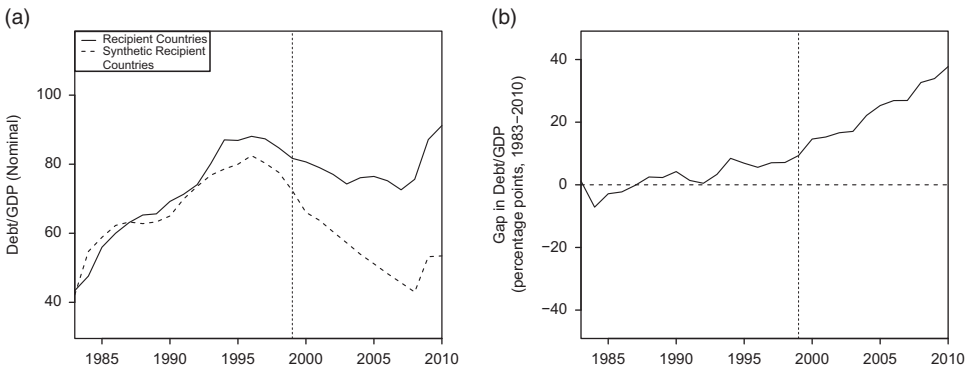 (a)
Recipient Countries
Synthetic Recipient
Countries
Debt/GDP (Nominal)
100
80
60
40
1985 1990 1995 2000 2005 2010
(b)
Gap in Debt/GDP
(percentage points, 1983−2010)
40
20
0
−20
−40
1985 1990 1995 2000 2005 2010